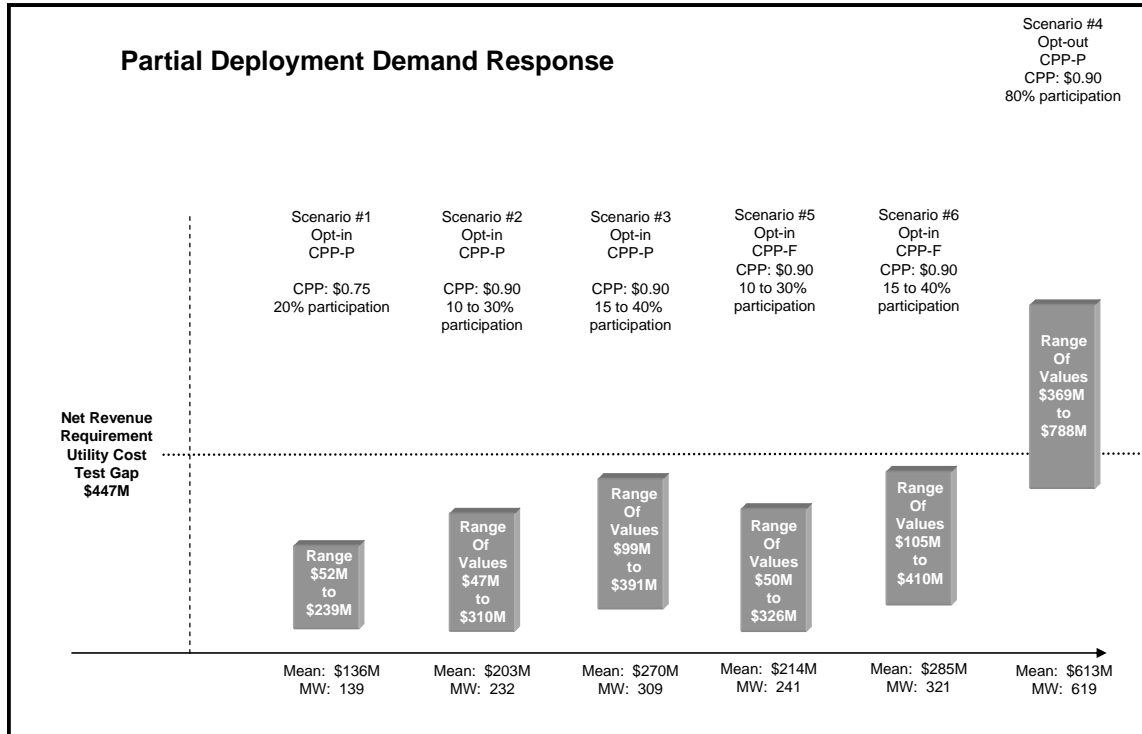 Partial Deployment Demand Response
Scenario #4
Opt-out
CPP-P
CPP: $0.90
80% participation
Scenario #1
Opt-in
CPP-P
CPP: $0.75
20% participation
Scenario #2
Opt-in
CPP-P
CPP: $0.90
10 to 30%
participation
Scenario #3
Opt-in
CPP-P
CPP: $0.90
15 to 40%
participation
Scenario #5
Opt-in
CPP-F
CPP: $0.90
10 to 30%
participation
Scenario #6
Opt-in
CPP-F
CPP: $0.90
15 to 40%
participation
Net Revenue
Requirement
Utility Cost
Test Gap
$447M
Range
$52M
to
$239M
Range
Of
Values
$47M
to
$310M
Range
Of
Values
$99M
to
$391M
Range
Of
Values
$50M
to
$326M
Range
Of
Values
$105M
to
$410M
Range
Of
Values
$369M
to
$788M
Mean: $136M
MW: 139
Mean: $203M
MW: 232
Mean: $270M
MW: 309
Mean: $214M
MW: 241
Mean: $285M
MW: 321
Mean: $613M
MW: 619